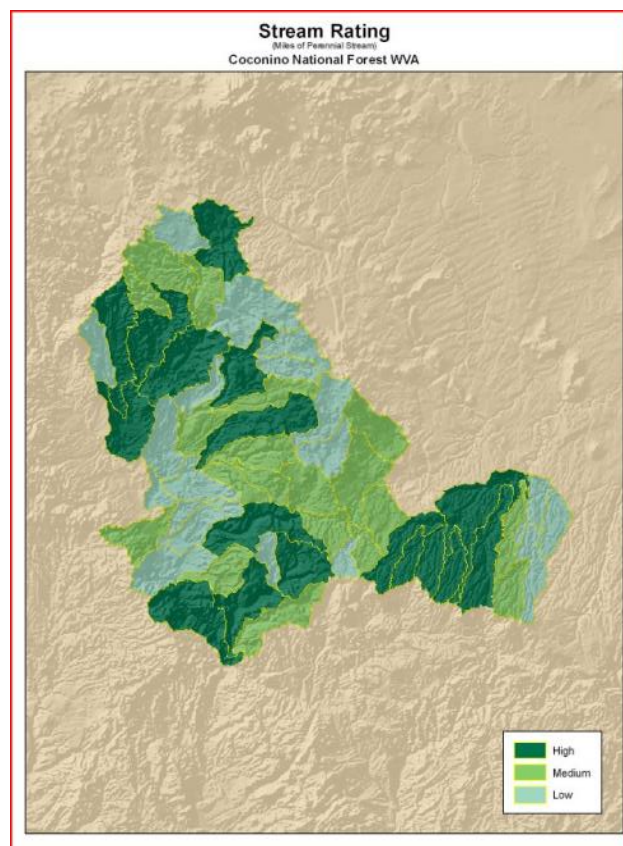 Stream Rating
(Miles of Perennial Stream)
Coconino National Forest WVA
High
Medium
Low